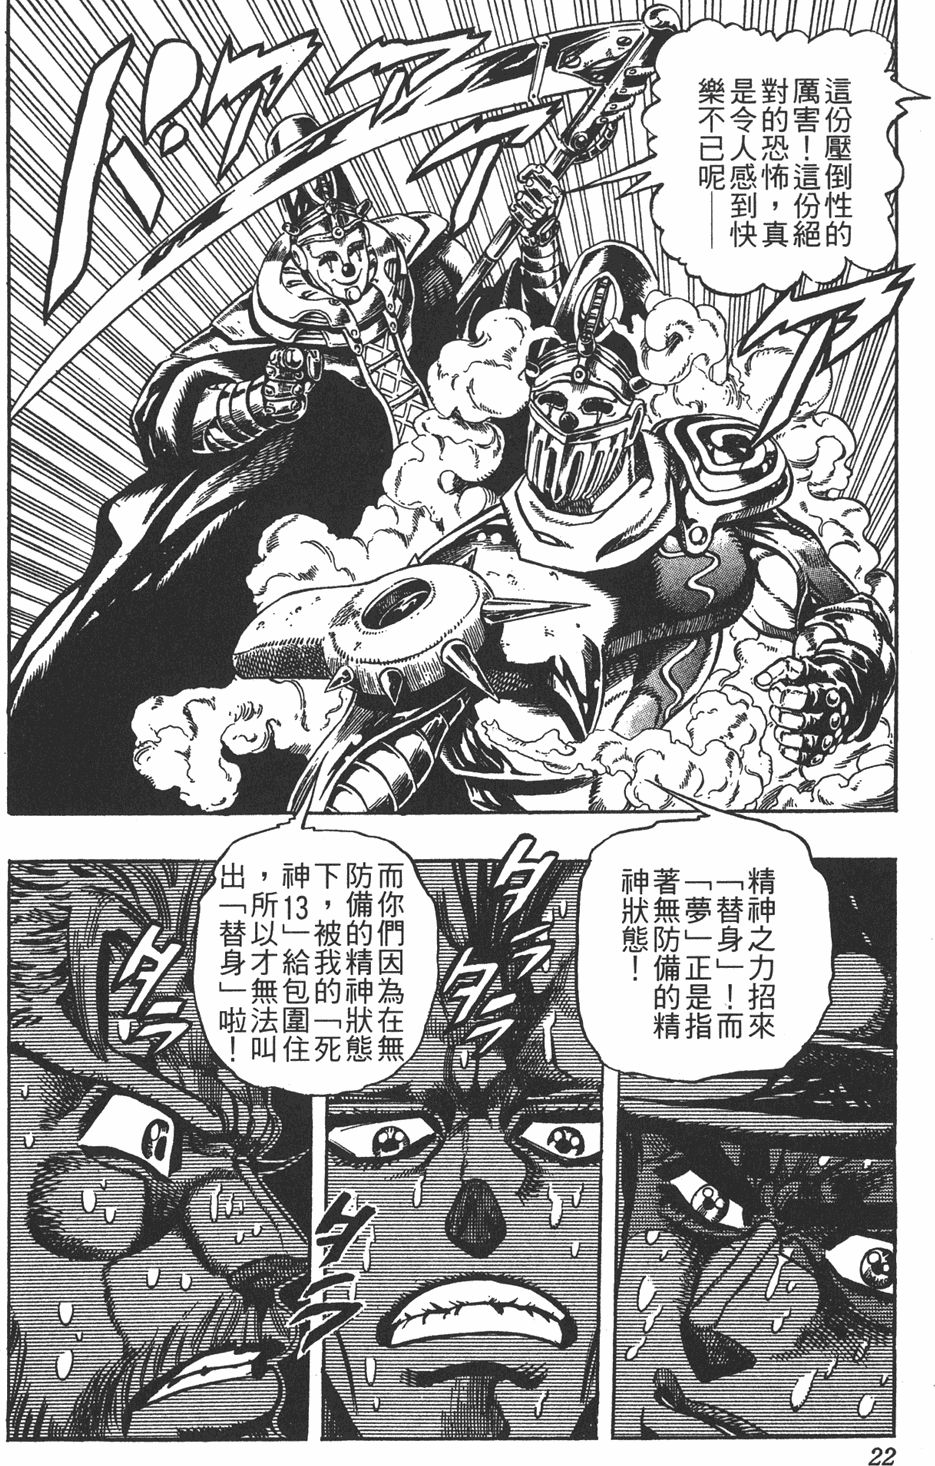 這份壓倒性的
厲害！這份絕
對的恐怖，真
是令人感到快
樂不已呢——
バウアアァア
精神之力招來
「替身」！而
「夢」正是指
著無防備的精
神狀態！
而你們因為在無
防備的精神狀態
下，被我的「死
神13」給包圍住
，所以才無法叫
出「替身」啦！
タラ
タラ
タラ
22